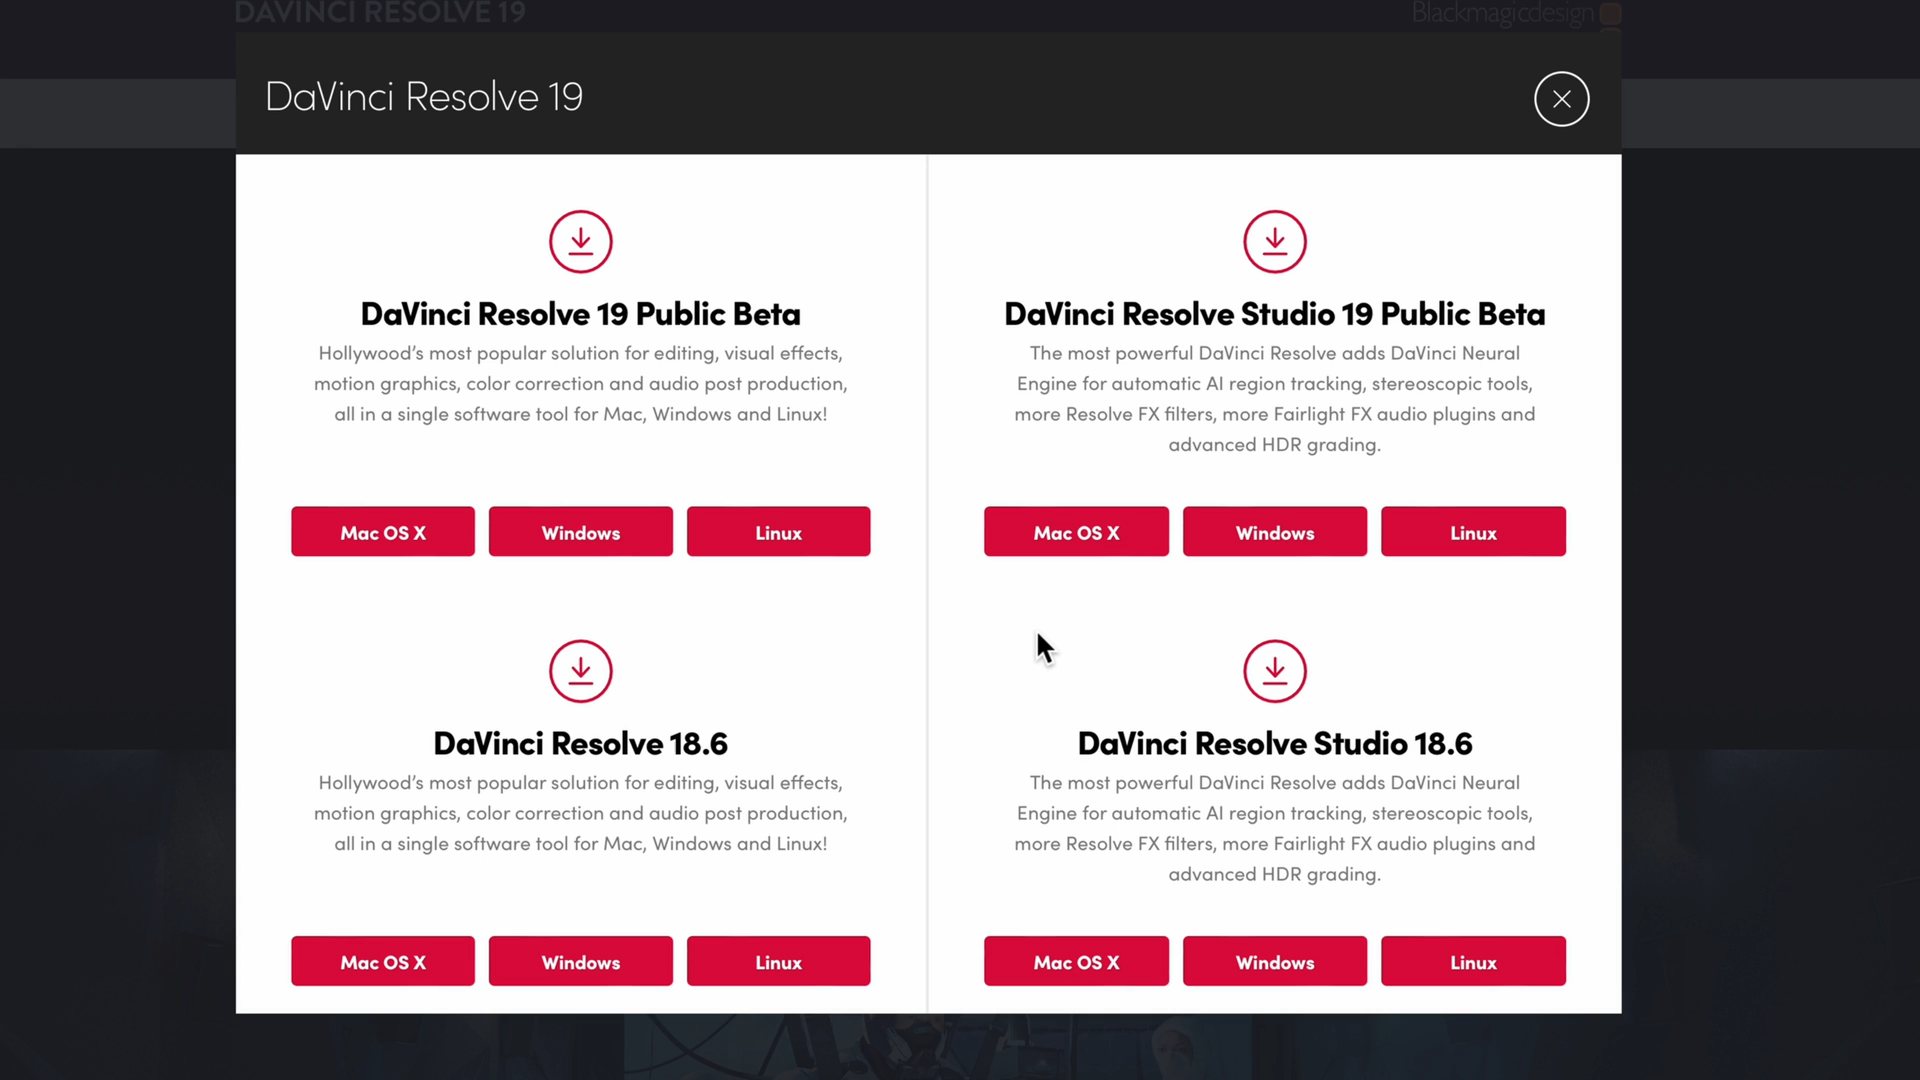 DAVINCI RESOLVE 19
Blackmagicdesign
DaVinci Resolve 19
DaVinci Resolve 19 Public Beta
Hollywood's most popular solution for editing, visual effects,
motion graphics, color correction and audio post production,
all in a single software tool for Mac, Windows and Linux!
Mac OS X
Windows
Linux
DaVinci Resolve Studio 19 Public Beta
The most powerful DaVinci Resolve adds DaVinci Neural
Engine for automatic AI region tracking, stereoscopic tools,
more Resolve FX filters, more Fairlight FX audio plugins and
advanced HDR grading.
Mac OS X
Windows
Linux
DaVinci Resolve 18.6
Hollywood's most popular solution for editing, visual effects,
motion graphics, color correction and audio post production,
all in a single software tool for Mac, Windows and Linux!
Mac OS X
Windows
Linux
DaVinci Resolve Studio 18.6
The most powerful DaVinci Resolve adds DaVinci Neural
Engine for automatic AI region tracking, stereoscopic tools,
more Resolve FX filters, more Fairlight FX audio plugins and
advanced HDR grading.
Mac OS X
Windows
Linux